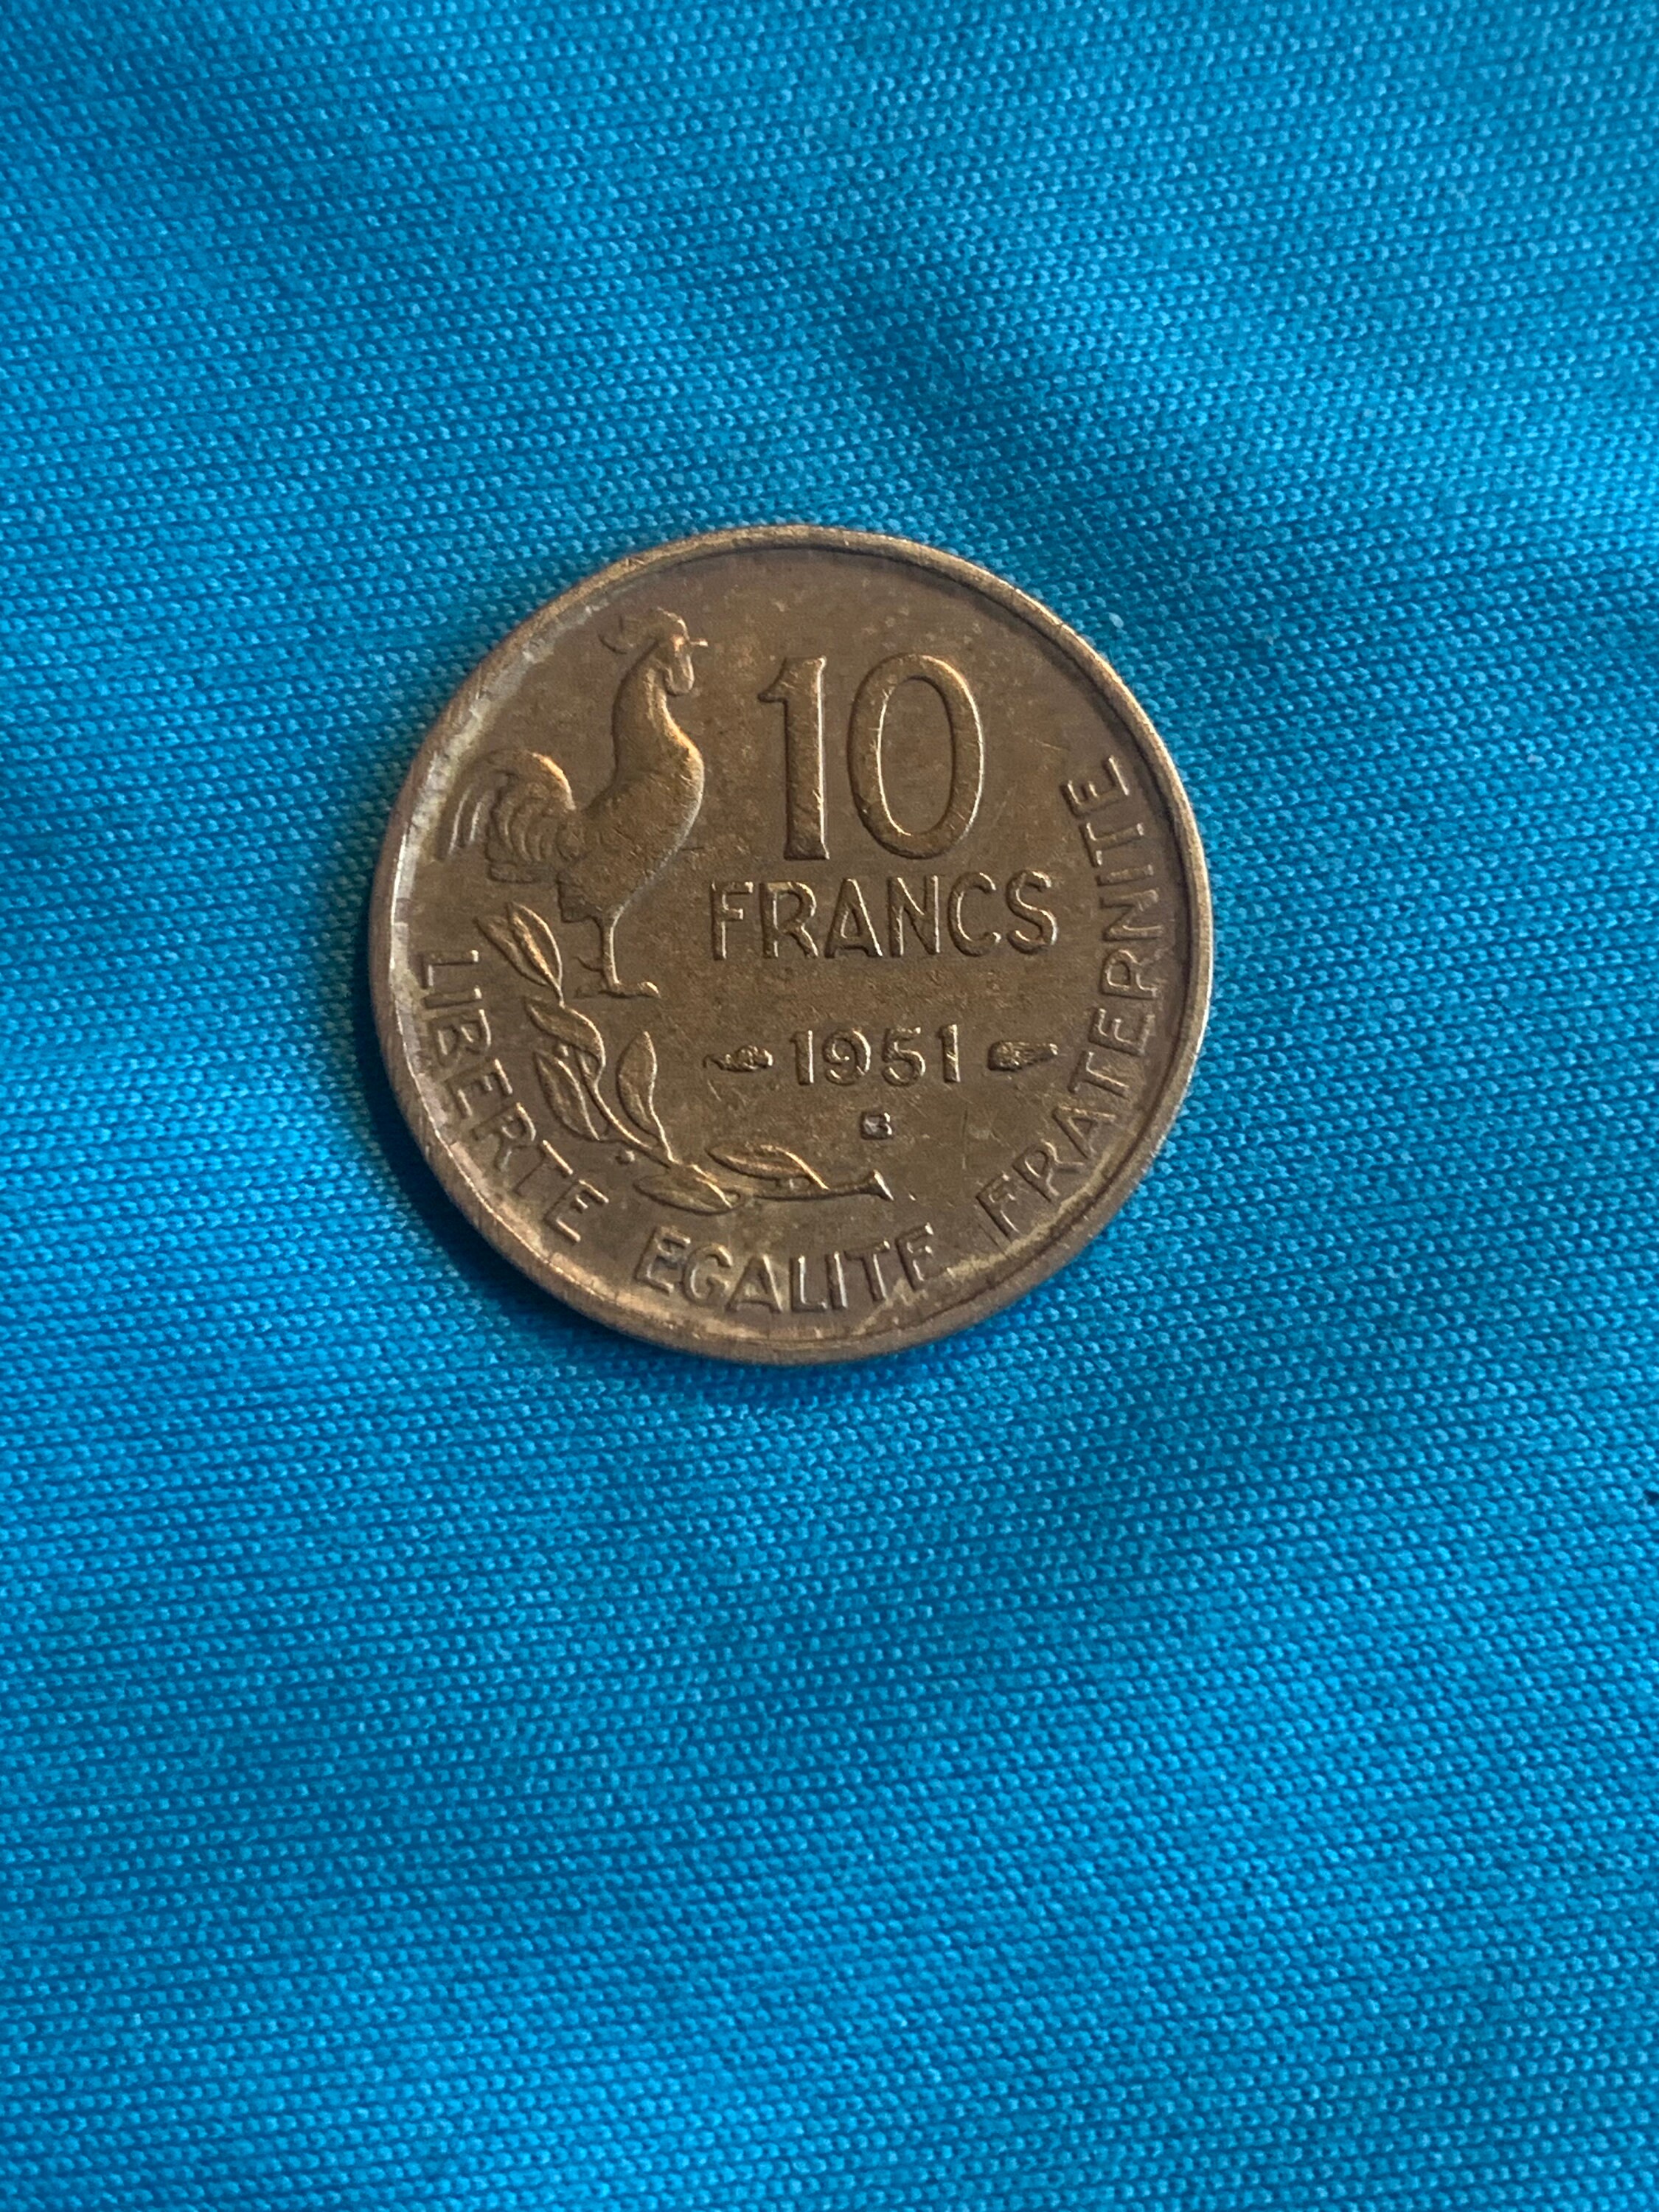 10
FRANCS
1951
B
LIBERTE EGALITE FRATERNITE